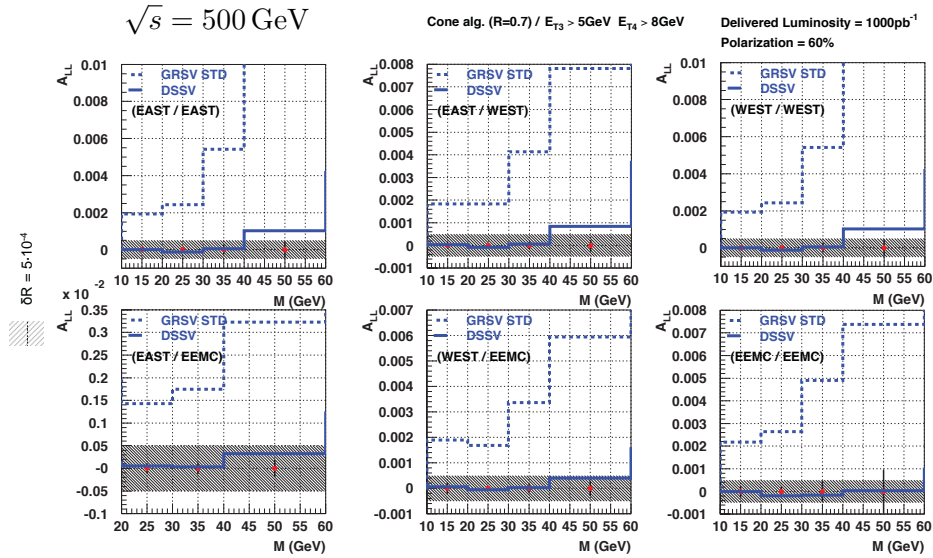 √s = 500 GeV
Cone alg. (R=0.7) / E_T3 > 5GeV E_T4 > 8GeV
Delivered Luminosity = 1000pb⁻¹
Polarization = 60%
δR = 5·10⁻⁴
A_LL
0.01
0.008
0.006
0.004
0.002
0
GRSV STD
DSSV
(EAST / EAST)
10 15 20 25 30 35 40 45 50 55 60
M (GeV)
A_LL
0.008
0.007
0.006
0.005
0.004
0.003
0.002
0.001
0
-0.001
GRSV STD
DSSV
(EAST / WEST)
10 15 20 25 30 35 40 45 50 55 60
M (GeV)
A_LL
0.01
0.008
0.006
0.004
0.002
0
GRSV STD
DSSV
(WEST / WEST)
10 15 20 25 30 35 40 45 50 55 60
M (GeV)
x 10⁻²
A_LL
0.35
0.3
0.25
0.2
0.15
0.1
0.05
-0
-0.05
-0.1
GRSV STD
DSSV
(EAST / EEMC)
20 25 30 35 40 45 50 55 60
M (GeV)
A_LL
0.007
0.006
0.005
0.004
0.003
0.002
0.001
0
-0.001
GRSV STD
DSSV
(WEST / EEMC)
10 15 20 25 30 35 40 45 50 55 60
M (GeV)
A_LL
0.008
0.007
0.006
0.005
0.004
0.003
0.002
0.001
0
-0.001
GRSV STD
DSSV
(EEMC / EEMC)
10 15 20 25 30 35 40 45 50 55 60
M (GeV)